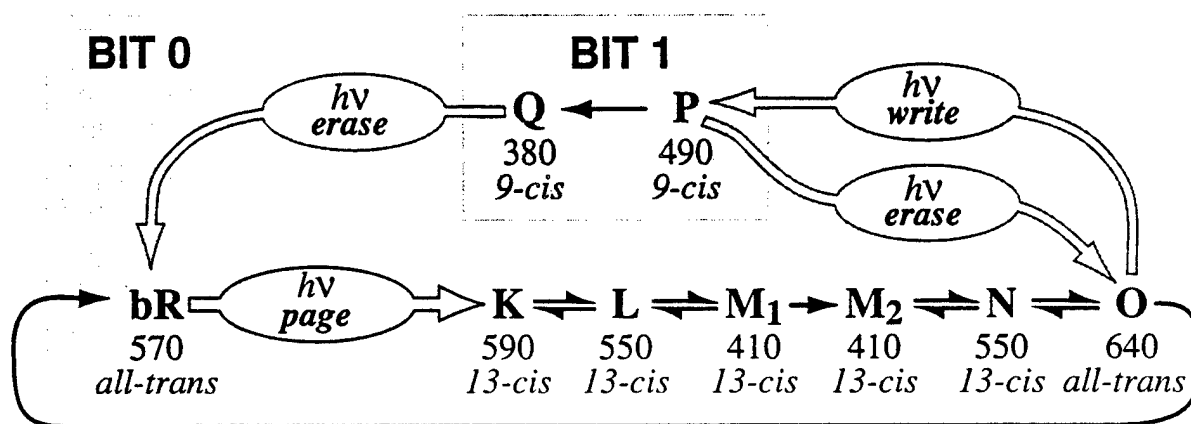 BIT 0 BIT 1
hν erase Q P hν write
380 490
9-cis 9-cis
hν erase
bR hν page K L M1 M2 N O
570 590 550 410 410 550 640
all-trans 13-cis 13-cis 13-cis 13-cis 13-cis all-trans